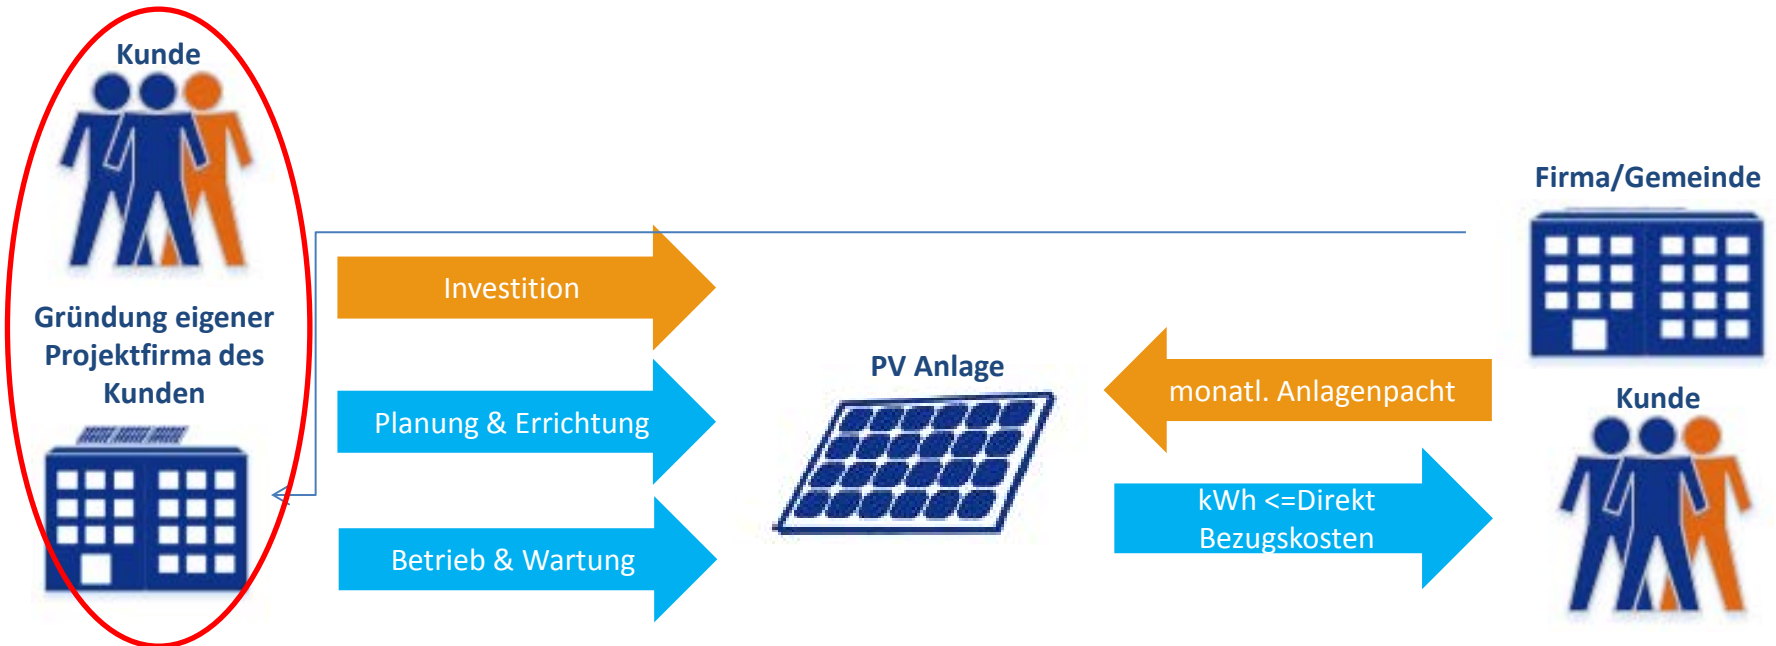 Kunde
Gründung eigener
Projektfirma des
Kunden
Investition
Planung & Errichtung
Betrieb & Wartung
PV Anlage
Firma/Gemeinde
monatl. Anlagenpacht
Kunde
kWh <=Direkt
Bezugskosten